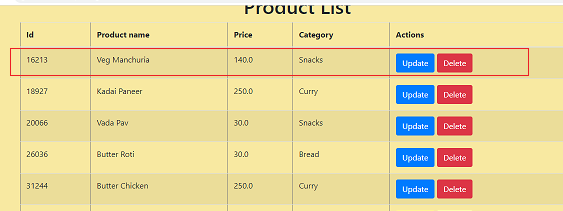 Product List
Id Product name Price Category Actions
16213 Veg Manchuria 140.0 Snacks Update Delete
18927 Kadai Paneer 250.0 Curry Update Delete
20066 Vada Pav 30.0 Snacks Update Delete
26036 Butter Roti 30.0 Bread Update Delete
31244 Butter Chicken 250.0 Curry Update Delete